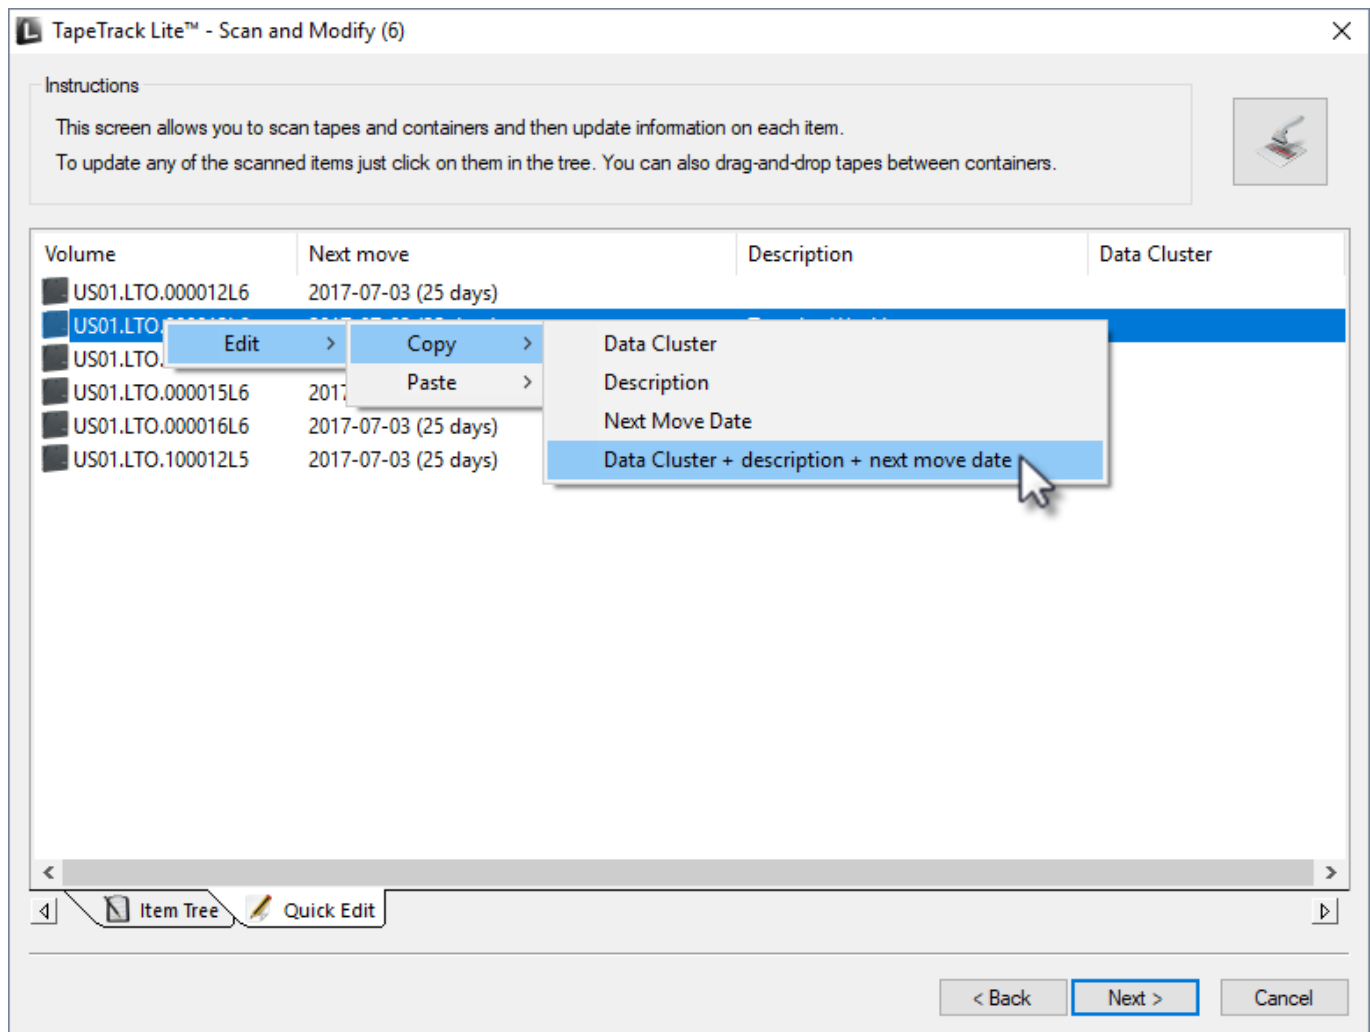 TapeTrack Lite™ - Scan and Modify (6)
Instructions
This screen allows you to scan tapes and containers and then update information on each item.
To update any of the scanned items just click on them in the tree. You can also drag-and-drop tapes between containers.
Volume Next move Description Data Cluster
US01.LTO.000012L6 2017-07-03 (25 days)
US01.LTO.
Edit > Copy > Data Cluster
US01.LTO.
Paste > Description
US01.LTO.000015L6 2017
Next Move Date
US01.LTO.000016L6 2017-07-03 (25 days)
US01.LTO.100012L5 2017-07-03 (25 days) Data Cluster + description + next move date
Item Tree Quick Edit
< Back Next > Cancel